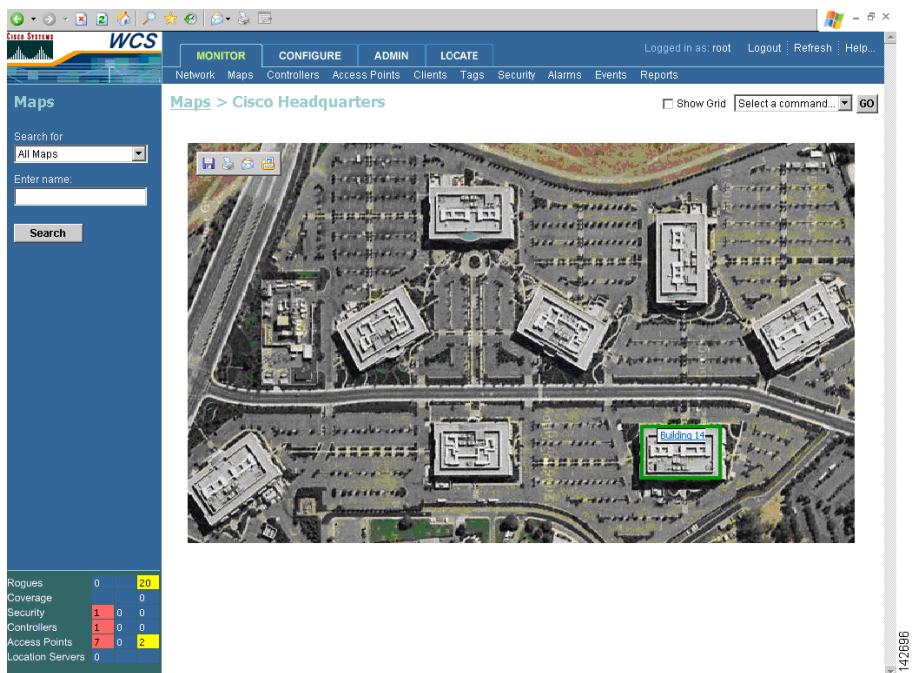 CISCO SYSTEMS
WCS
MONITOR CONFIGURE ADMIN LOCATE
Logged in as: root Logout Refresh Help...
Network Maps Controllers Access Points Clients Tags Security Alarms Events Reports
Maps
Maps > Cisco Headquarters
Show Grid Select a command... GO
Search for
All Maps
Enter name:
Search
Building 14
Rogues 0 20
Coverage 0
Security 1 0 0
Controllers 1 0 0
Access Points 7 0 2
Location Servers 0
142696